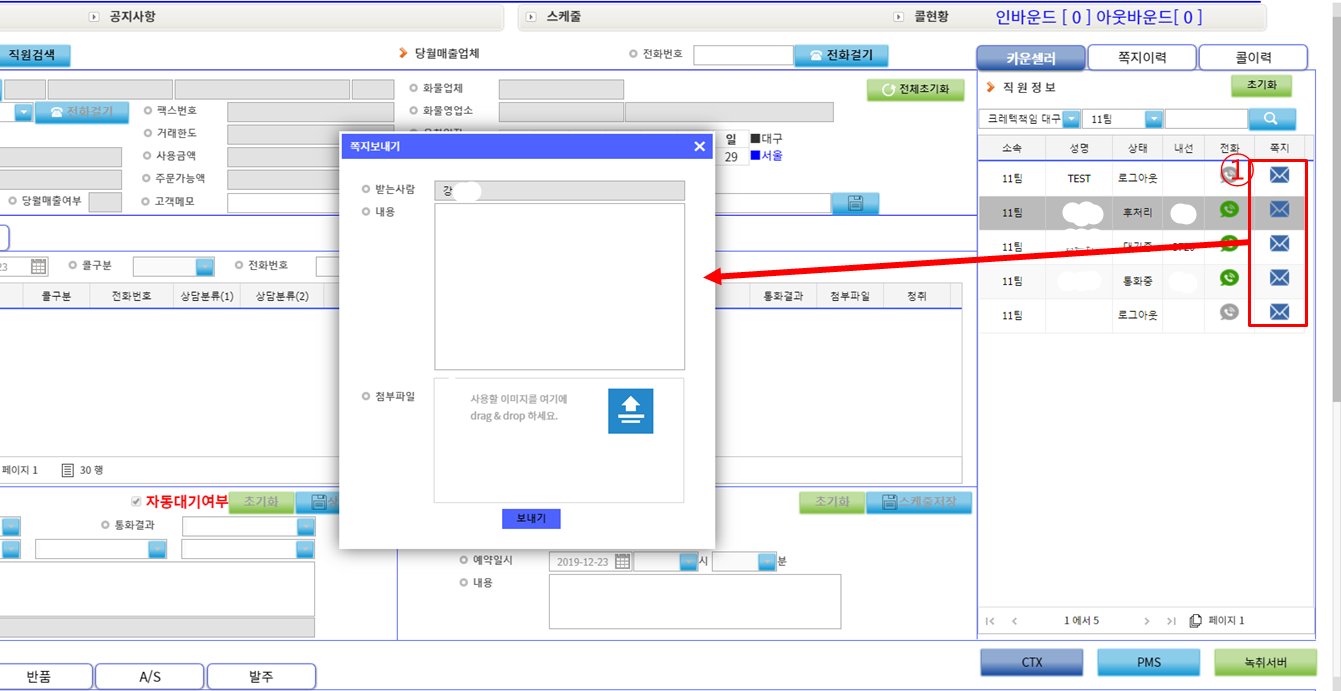 공지사항
스케줄
콜현황
인바운드 [ 0 ] 아웃바운드[ 0 ]
직원검색
당월매출업체
전화번호
전화걸기
카운셀러
쪽지이력
콜이력
화물업체
전체초기화
직 원 정 보
초기화
전화걸기
팩스번호
화물영업소
크레텍책임 대구
11팀
거래한도
일
대구
29
서울
소속
성명
상태
내선
전화
쪽지
쪽지보내기
사용금액
주문가능액
당월매출여부
고객메모
받는사람
강
내용
11팀
TEST
로그아웃
1
11팀
후처리
11팀
대기중
11팀
통화중
11팀
로그아웃
23
콜구분
전화번호
콜구분
전화번호
상담분류(1)
상담분류(2)
통화결과
첨부파일
청취
첨부파일
사용할 이미지를 여기에
drag & drop 하세요.
보내기
페이지 1
30 행
자동대기여부
초기화
초기화
스케줄저장
통화결과
예약일시
2019-12-23
시
분
내용
1 에서 5
페이지 1
CTX
PMS
녹취서버
반품
A/S
발주